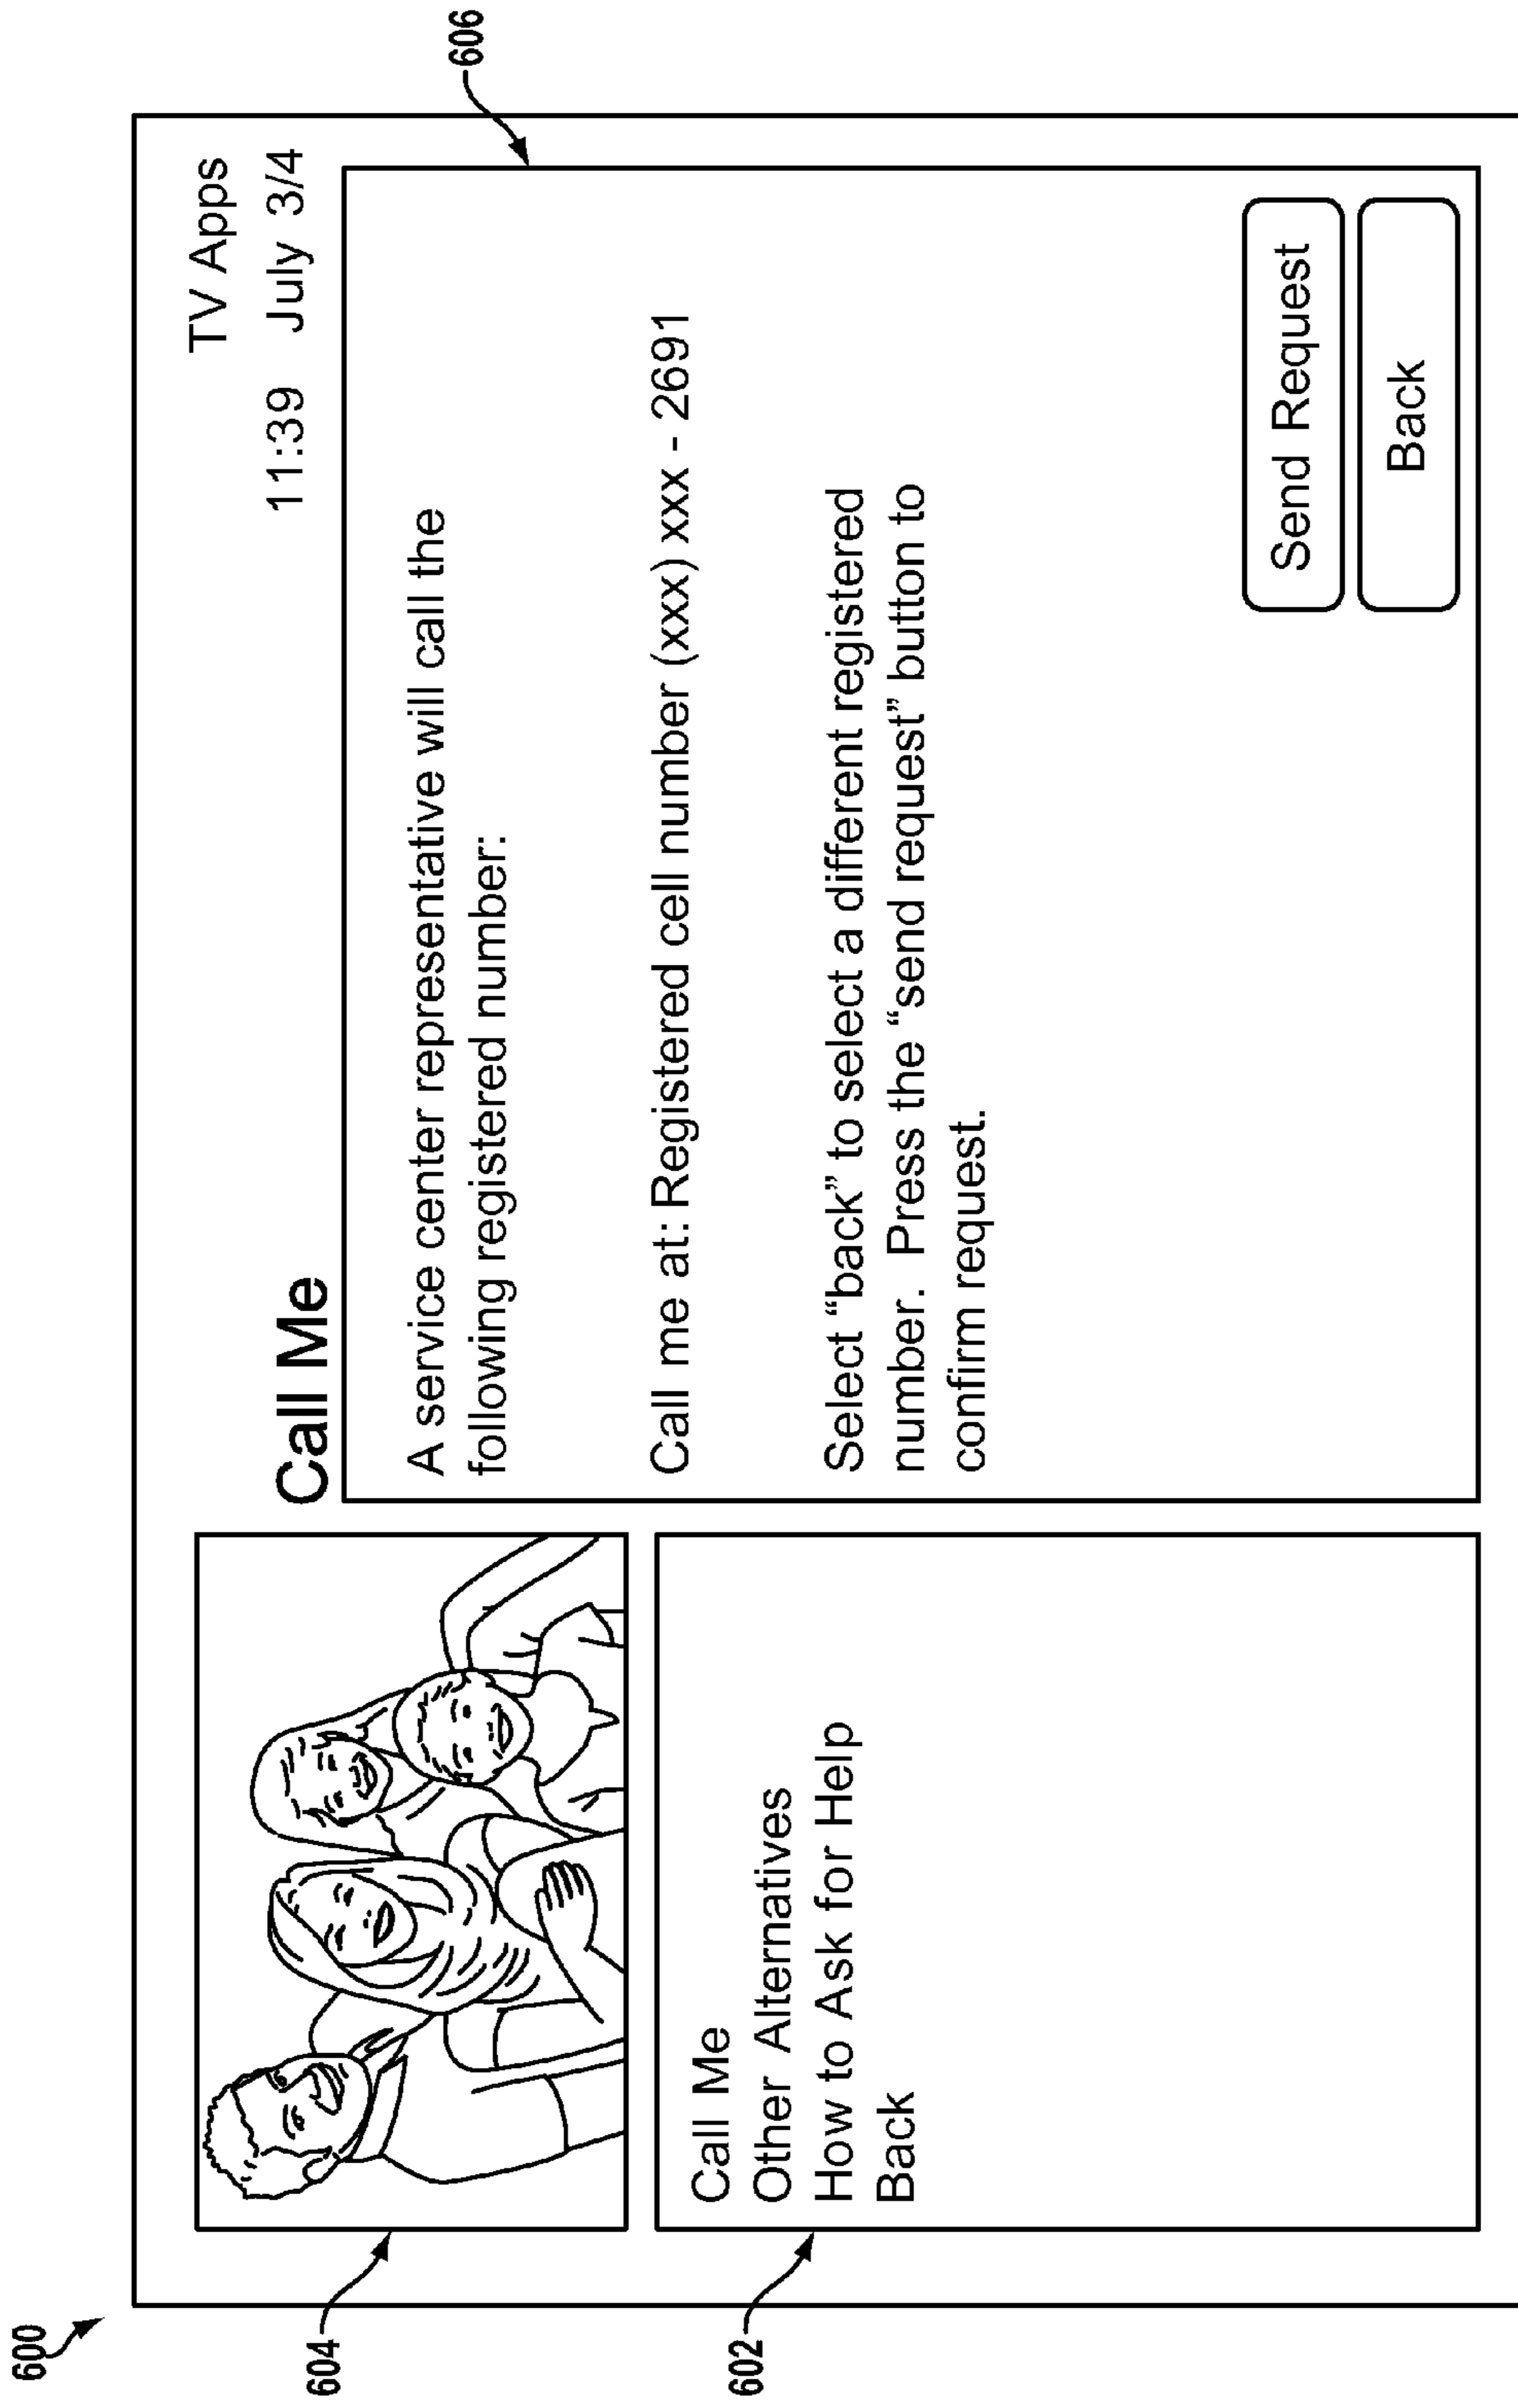 600
604
602
606
TV Apps
11:39 July 3/4
Call Me
A service center representative will call the
following registered number:
Call me at: Registered cell number (xxx) xxx - 2691
Select “back” to select a different registered
number. Press the “send request” button to
confirm request.
Send Request
Back
Call Me
Other Alternatives
How to Ask for Help
Back